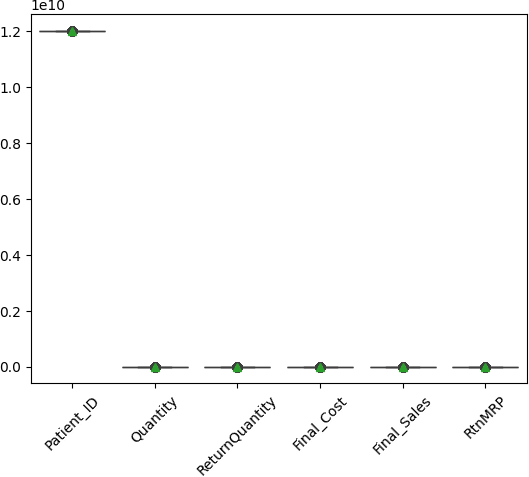 1e10
1.2
1.0
0.8
0.6
0.4
0.2
0.0
Patient_ID
Quantity
ReturnQuantity
Final_Cost
Final_Sales
RtnMRP